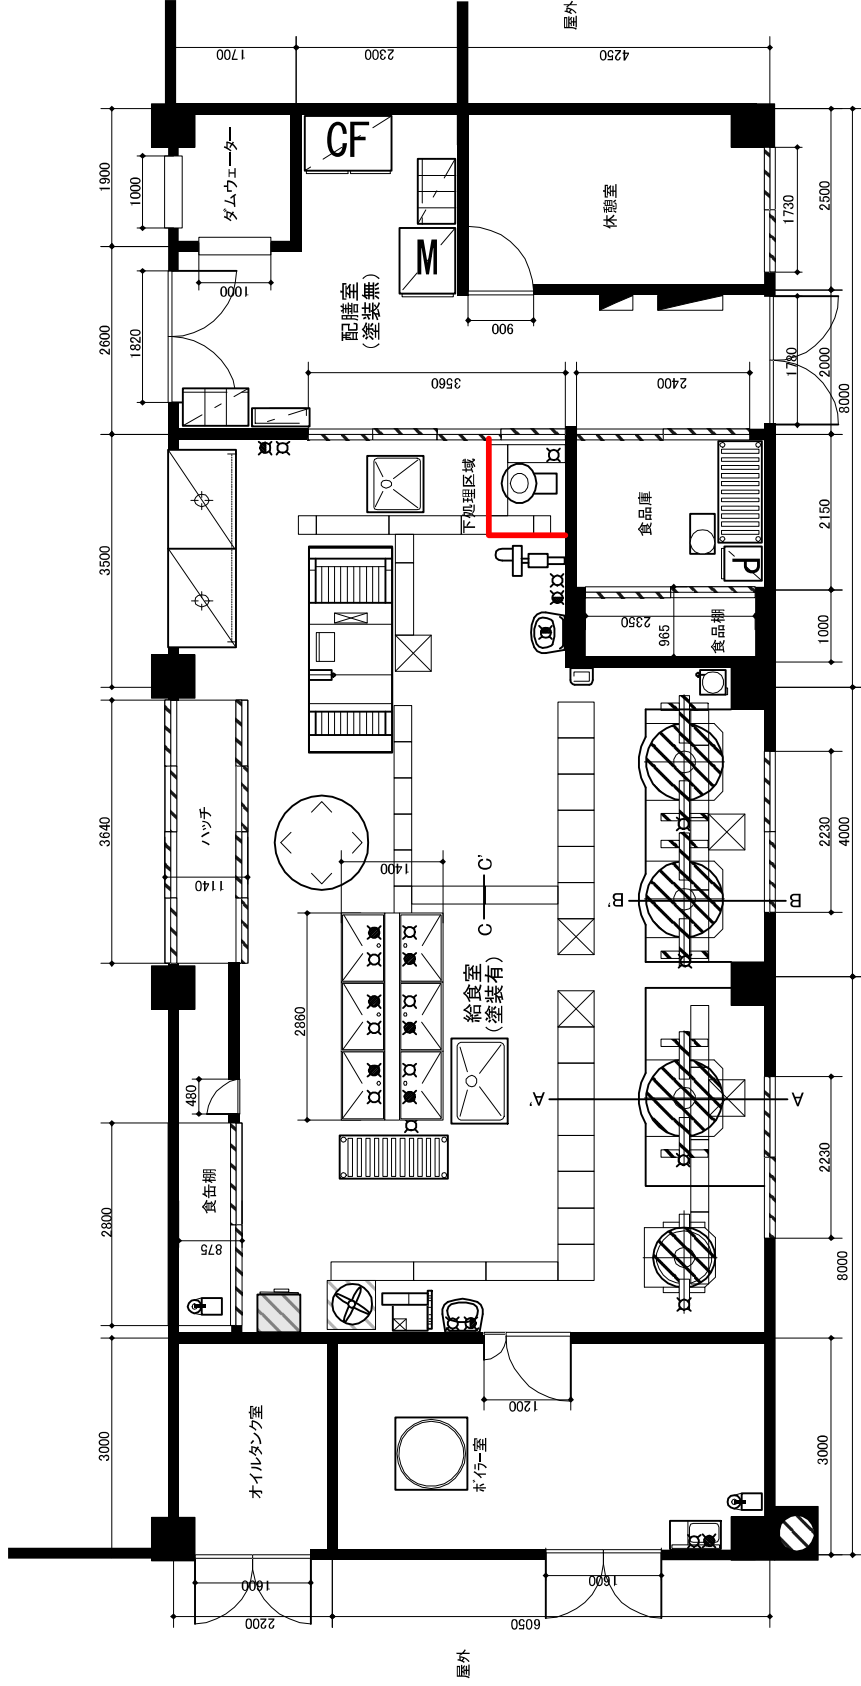 屋外
1700
2300
4250
1900
1000
ダムウェーター
CF
休憩室
1730
2500
M
配膳室
(塗装無)
1000
900
2600
1820
3560
2400
1780
2000
8000
3500
下処理区域
食品庫
P
2150
2350
965
食品棚
1000
3640
ハッチ
1140
1400
C'
C
B'
B
2230
4000
2860
給食室
(塗装有)
480
A'
A
2230
2800
食缶棚
875
8000
3000
オイルタンク室
1200
ボイラー室
3000
1600
1600
2200
6050
屋外